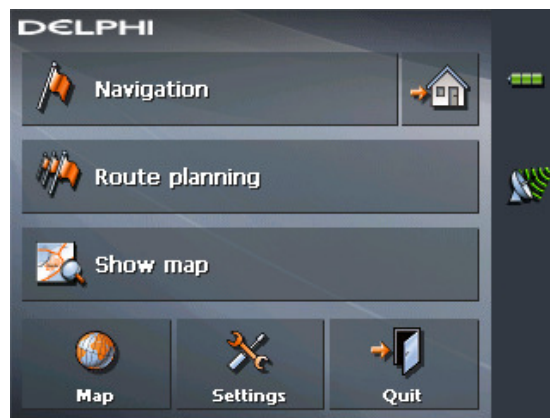 DELPHI
Navigation
Route planning
Show map
Map
Settings
Quit